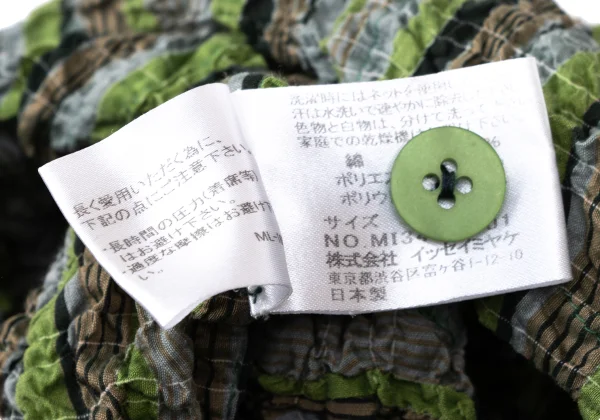 長く愛用いただく為に、
下記の点にご注意下さい
・長時間の圧力(着席等)
はお避け下さい。
・過度な摩擦はお避け
い。
ML-
洗濯時にはネットを使用
汗は水洗いで速やかに
色物と白物は、分けて洗っ
家庭での乾燥機は
綿
ポリエ
ポリウ
サイズ
NO.MI3
株式会社 イッセイミヤケ
東京都渋谷区富ヶ谷1-12-10
日本製